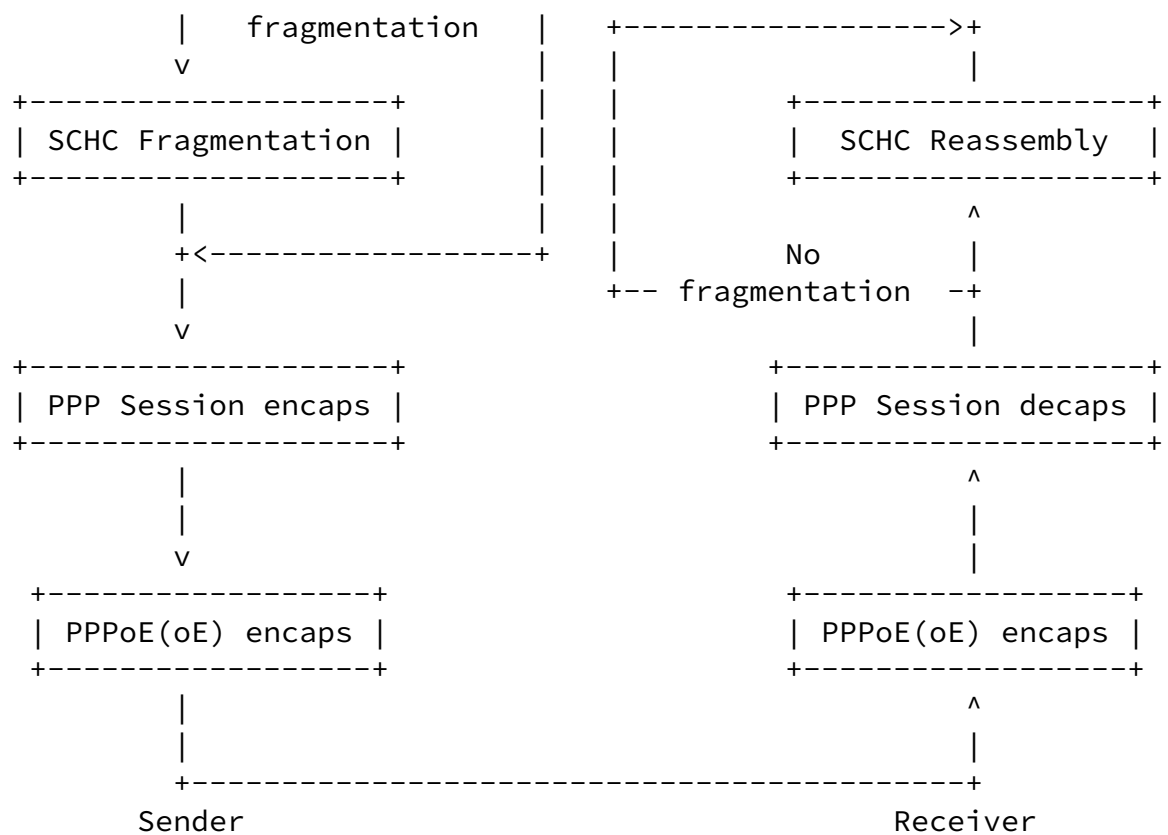 fragmentation
SCHC Fragmentation SCHC Reassembly
No
fragmentation
PPP Session encaps PPP Session decaps
PPPoE(oE) encaps PPPoE(oE) encaps
Sender Receiver